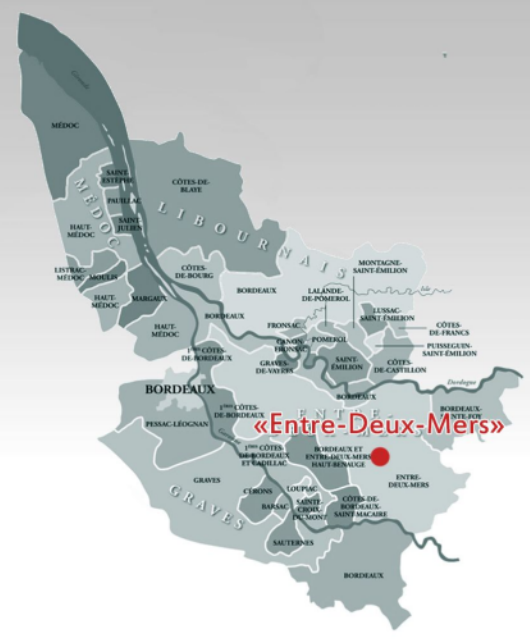 Gironde
MÉDOC
SAINT-
ESTÈPHE
CÔTES-DE-
BLAYE
PAUILLAC
MÉDOC
SAINT-
JULIEN
LIBOURNAIS
HAUT-
MÉDOC
LISTRAC-
MÉDOC
MOULIS
CÔTES-
DE-BOURG
MONTAGNE-
SAINT-ÉMILION
HAUT-
MÉDOC
MARGAUX
BORDEAUX
LALANDE-
DE-POMEROL
Isle
BORDEAUX
LUSSAC-
SAINT ÉMILION
HAUT-
MÉDOC
FRONSAC
CÔTES-
DE-FRANCS
CANON
FRONSAC
POMEROL
PUISSEGUIN-
SAINT-ÉMILION
1ères CÔTES-
DE-BORDEAUX
GRAVES-
DE-VAYRES
SAINT-
ÉMILION
CÔTES-
DE-CASTILLON
Dordogne
BORDEAUX
BORDEAUX
1ères CÔTES-
DE-BORDEAUX
BORDEAUX-
PESSAC-LÉOGNAN
«Entre-Deux-Mers»
1ères CÔTES-
DE-BORDEAUX
ET CADILLAC
BORDEAUX ET
ENTRE-DEUX-MERS
HAUT-BENAUGE
GRAVES
ENTRE-
DEUX-MERS
GRAVES
CÉRONS
LOUPIAC
BARSAC
SAINTE-
CROIX-
DU MONT
CÔTES-DE-
BORDEAUX-
SAINT-MACAIRE
SAUTERNES
BORDEAUX